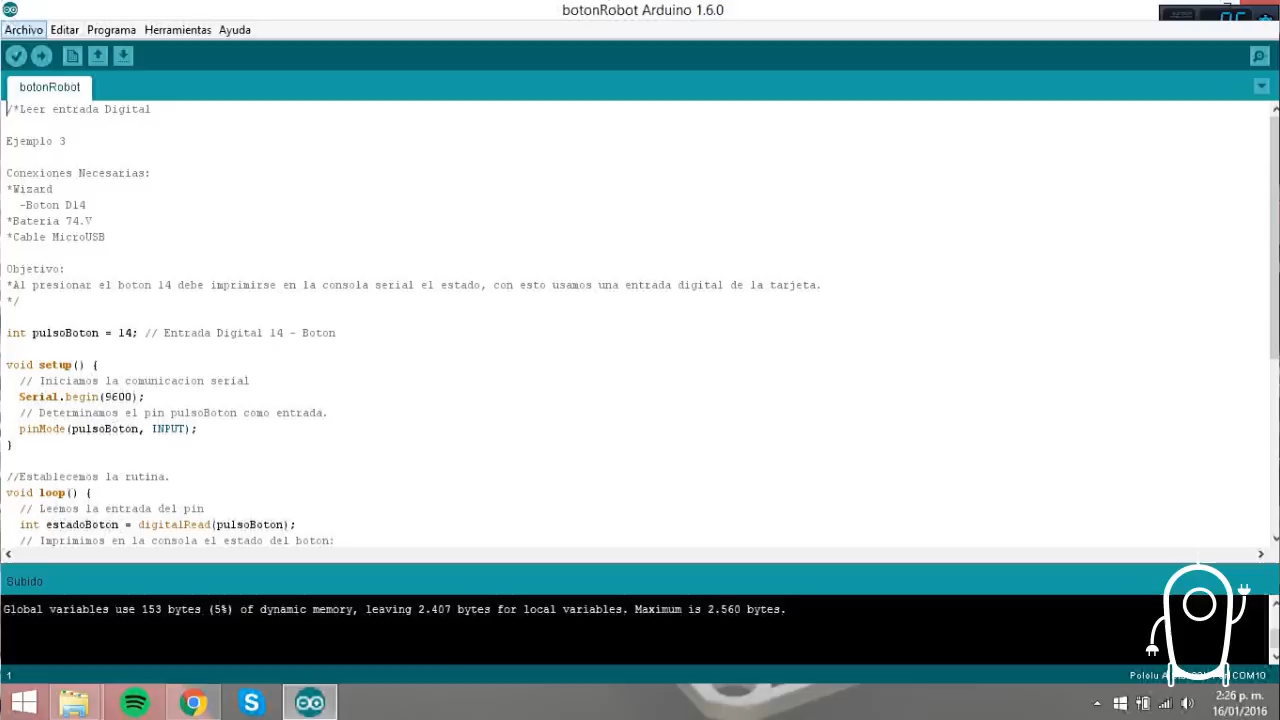 botonRobot Arduino 1.6.0
Archivo Editar Programa Herramientas Ayuda
botonRobot
/*Leer entrada Digital
Ejemplo 3
Conexiones Necesarias:
*Wizard
-Boton D14
*Bateria 74.V
*Cable MicroUSB
Objetivo:
*Al presionar el boton 14 debe imprimirse en la consola serial el estado, con esto usamos una entrada digital de la tarjeta.
*/
int pulsoBoton = 14; // Entrada Digital 14 - Boton
void setup() {
// Iniciamos la comunicacion serial
Serial.begin(9600);
// Determinamos el pin pulsoBoton como entrada.
pinMode(pulsoBoton, INPUT);
}
//Establecemos la rutina.
void loop() {
// Leemos la entrada del pin
int estadoBoton = digitalRead(pulsoBoton);
// Imprimimos en la consola el estado del boton:
Subido
Global variables use 153 bytes (5%) of dynamic memory, leaving 2.407 bytes for local variables. Maximum is 2.560 bytes.
1
Pololu COM10
2:26 p. m.
16/01/2016